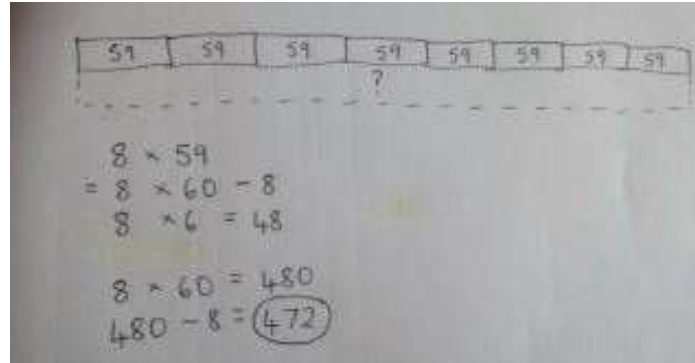 59 59 59 59 59 59 59 59
?
8 × 59
= 8 × 60 - 8
8 × 6 = 48
8 × 60 = 480
480 - 8 = 472